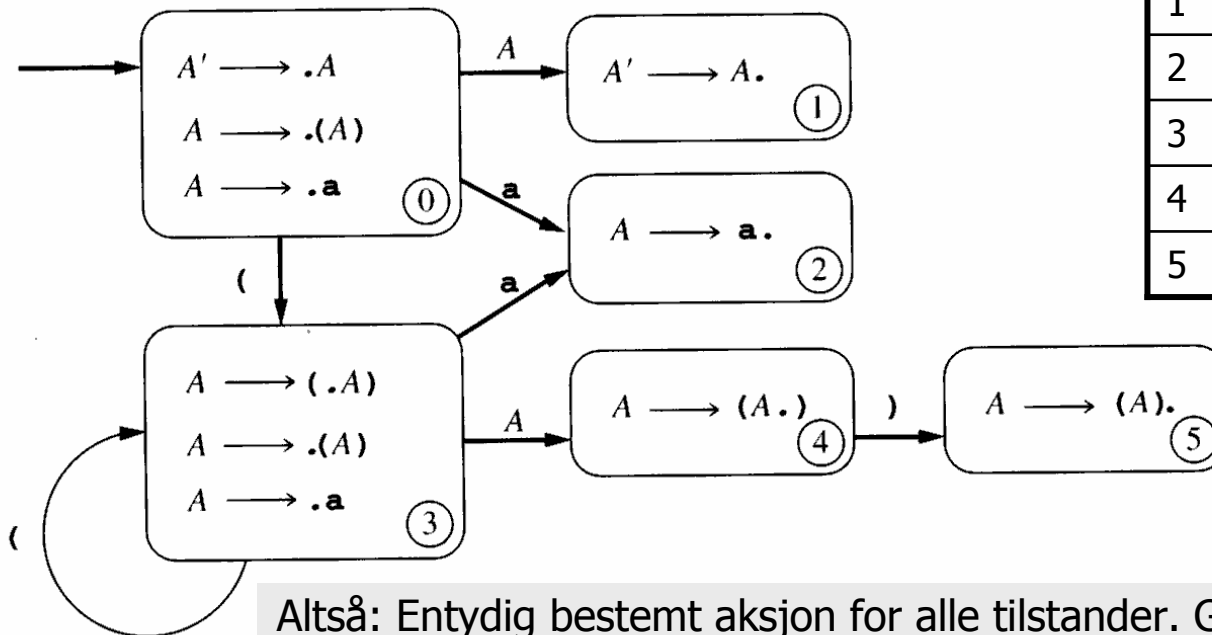 A' ⟶ .A
A ⟶ .(A)
A ⟶ .a
0
A
A' ⟶ A.
1
a
A ⟶ a.
2
(
a
A ⟶ (.A)
A ⟶ .(A)
A ⟶ .a
3
(
A
A ⟶ (A.)
4
)
A ⟶ (A).
5
1
2
3
4
5
Altså: Entydig bestemt aksjon for alle tilstander.